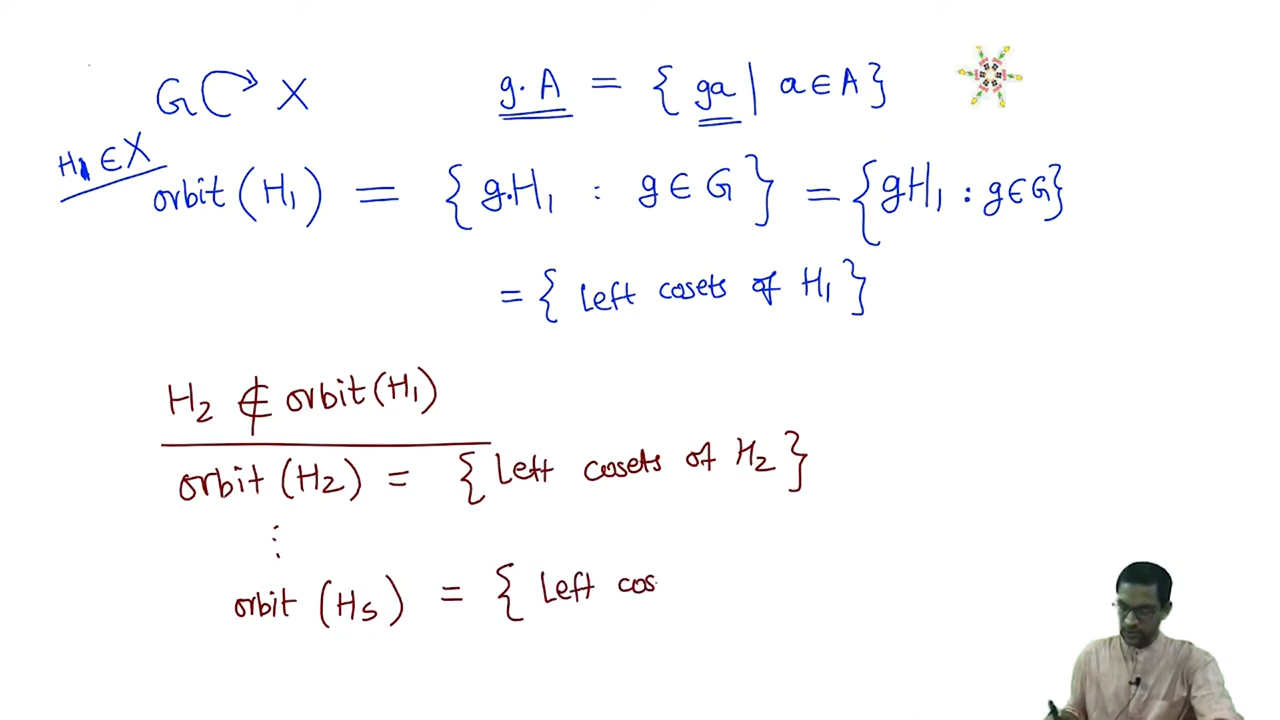 G ↷ X g.A = { ga | a ∈ A }
H₁ ∈ X
orbit (H₁) = { g.H₁ : g ∈ G } = { gH₁ : g ∈ G }
= { Left cosets of H₁ }
H₂ ∉ orbit (H₁)
orbit (H₂) = { Left cosets of H₂ }
⋮
orbit (Hₛ) = { Left cos